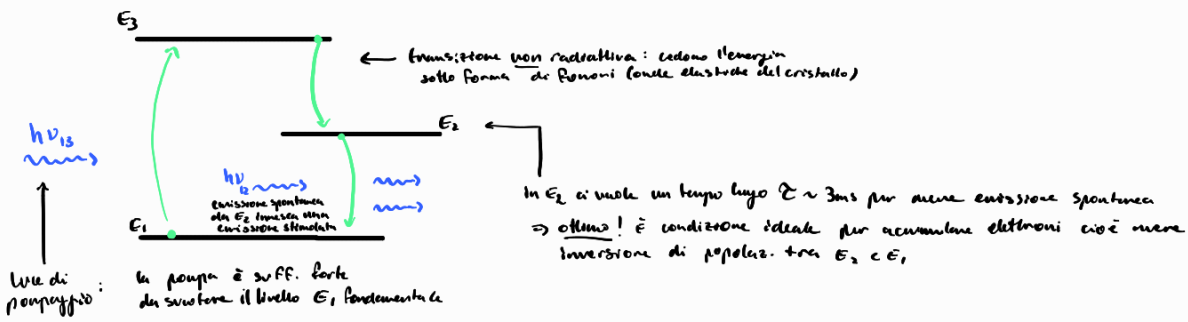 E3
← transizione non radiattiva : cedono l'energia
sotto forma di fononi (onde elastiche del cristallo)
E2
hν13
hν12
emissione spontanea
da E2 innesca una
emissione stimolata
E1
in E2 ci vuole un tempo lungo τ ~ 3ms per avere emissione spontanea
⇒ ottimo! È condizione ideale per accumulare elettroni cioè avere
inversione di popolaz. tra E2 e E1
luce di
pompaggio :
la pompa è suff. forte
da svuotare il livello E1 fondamentale